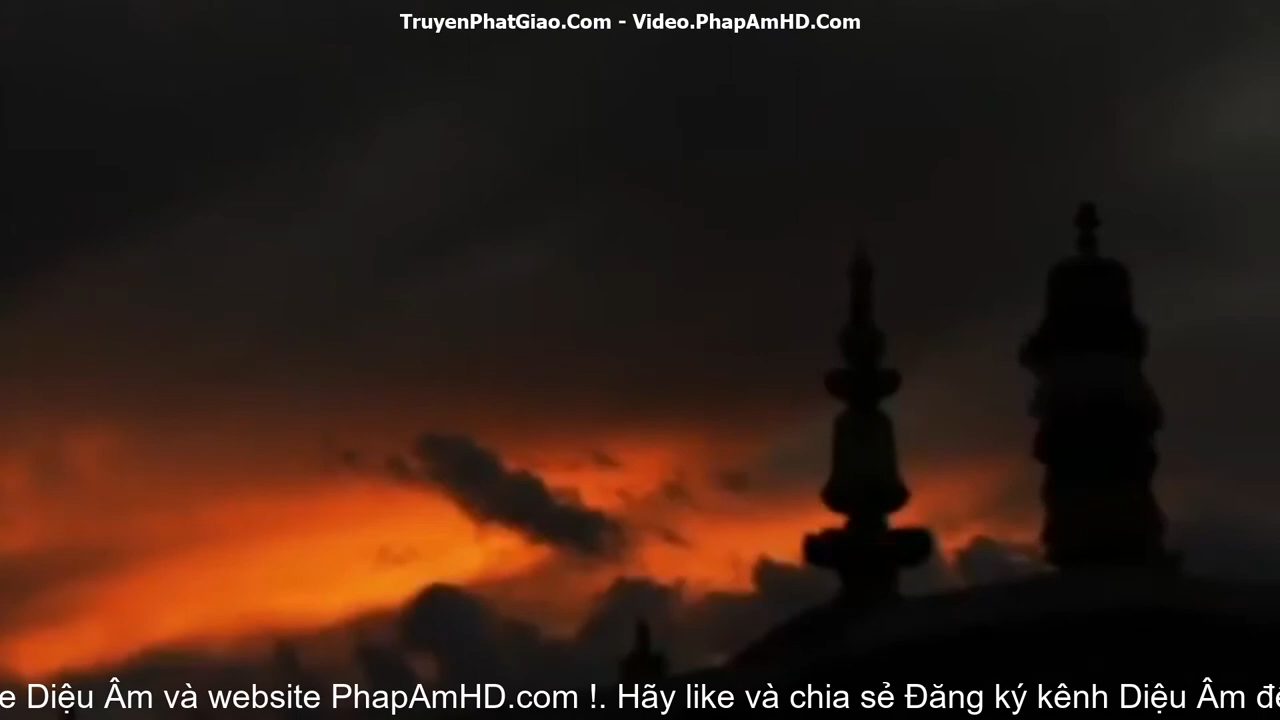 TruyenPhatGiao.Com - Video.PhapAmHD.Com
Diệu Âm và website PhapAmHD.com !. Hãy like và chia sẻ Đăng ký kênh Diệu Âm